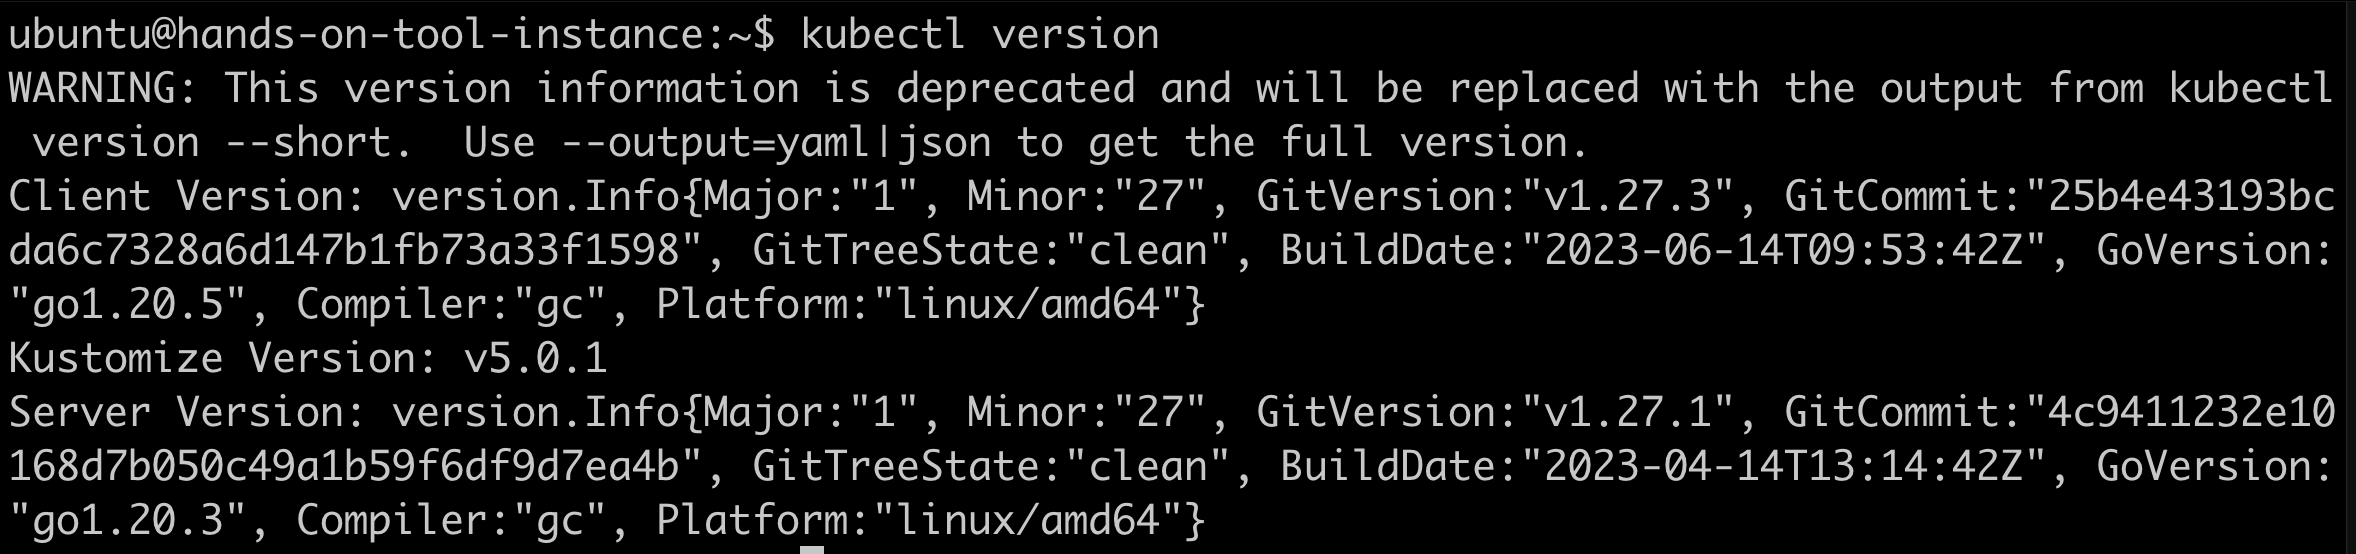 ubuntu@hands-on-tool-instance:~$ kubectl version
WARNING: This version information is deprecated and will be replaced with the output from kubectl
 version --short.  Use --output=yaml|json to get the full version.
Client Version: version.Info{Major:"1", Minor:"27", GitVersion:"v1.27.3", GitCommit:"25b4e43193bc
da6c7328a6d147b1fb73a33f1598", GitTreeState:"clean", BuildDate:"2023-06-14T09:53:42Z", GoVersion:
"go1.20.5", Compiler:"gc", Platform:"linux/amd64"}
Kustomize Version: v5.0.1
Server Version: version.Info{Major:"1", Minor:"27", GitVersion:"v1.27.1", GitCommit:"4c9411232e10
168d7b050c49a1b59f6df9d7ea4b", GitTreeState:"clean", BuildDate:"2023-04-14T13:14:42Z", GoVersion:
"go1.20.3", Compiler:"gc", Platform:"linux/amd64"}